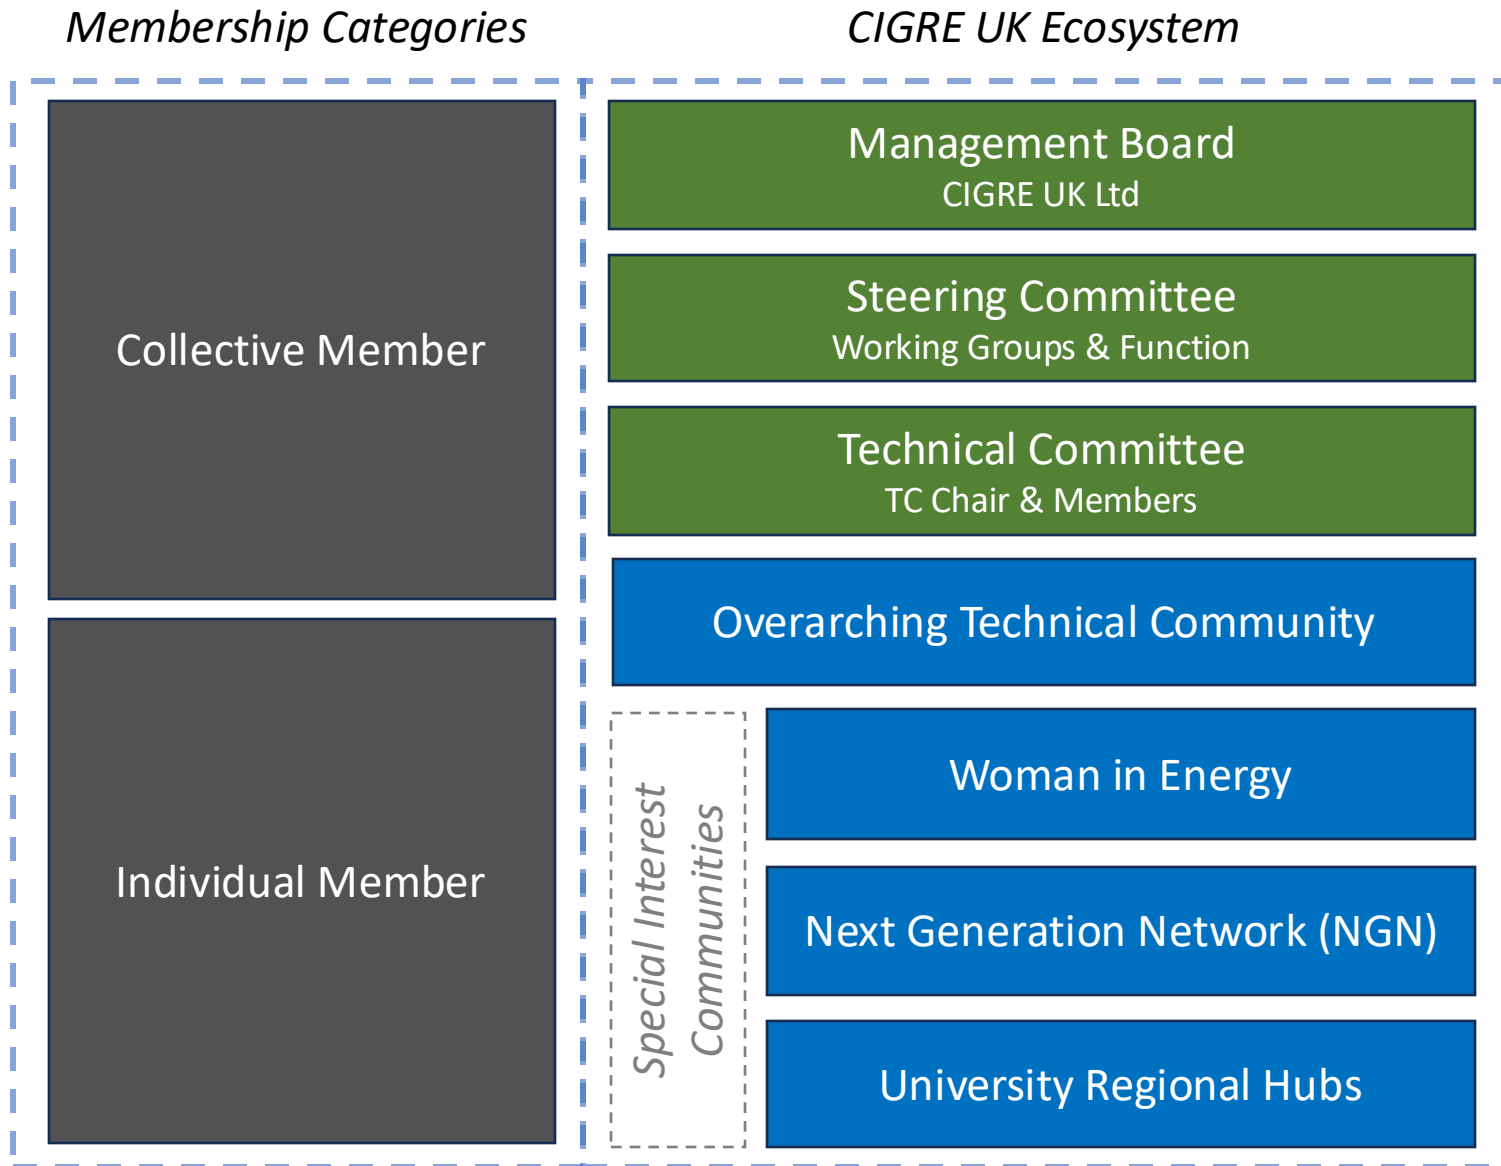 Membership Categories
CIGRE UK Ecosystem
Collective Member
Individual Member
Management Board
CIGRE UK Ltd
Steering Committee
Working Groups & Function
Technical Committee
TC Chair & Members
Overarching Technical Community
Special Interest
Communities
Woman in Energy
Next Generation Network (NGN)
University Regional Hubs